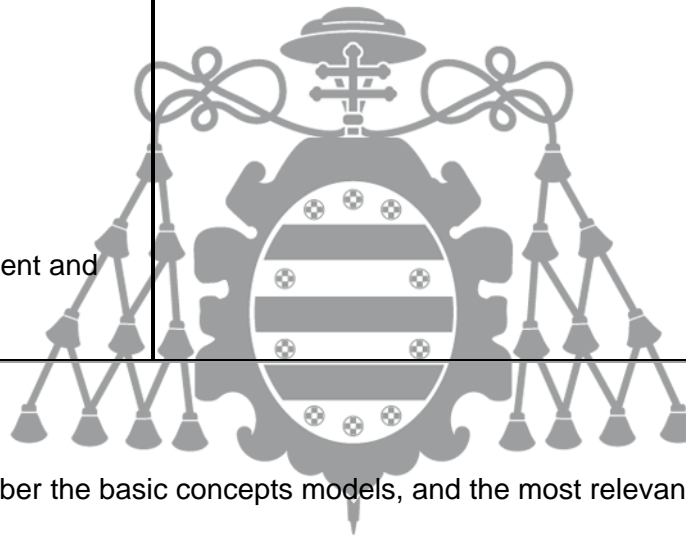 ent and
ber the basic concepts models, and the most relevan